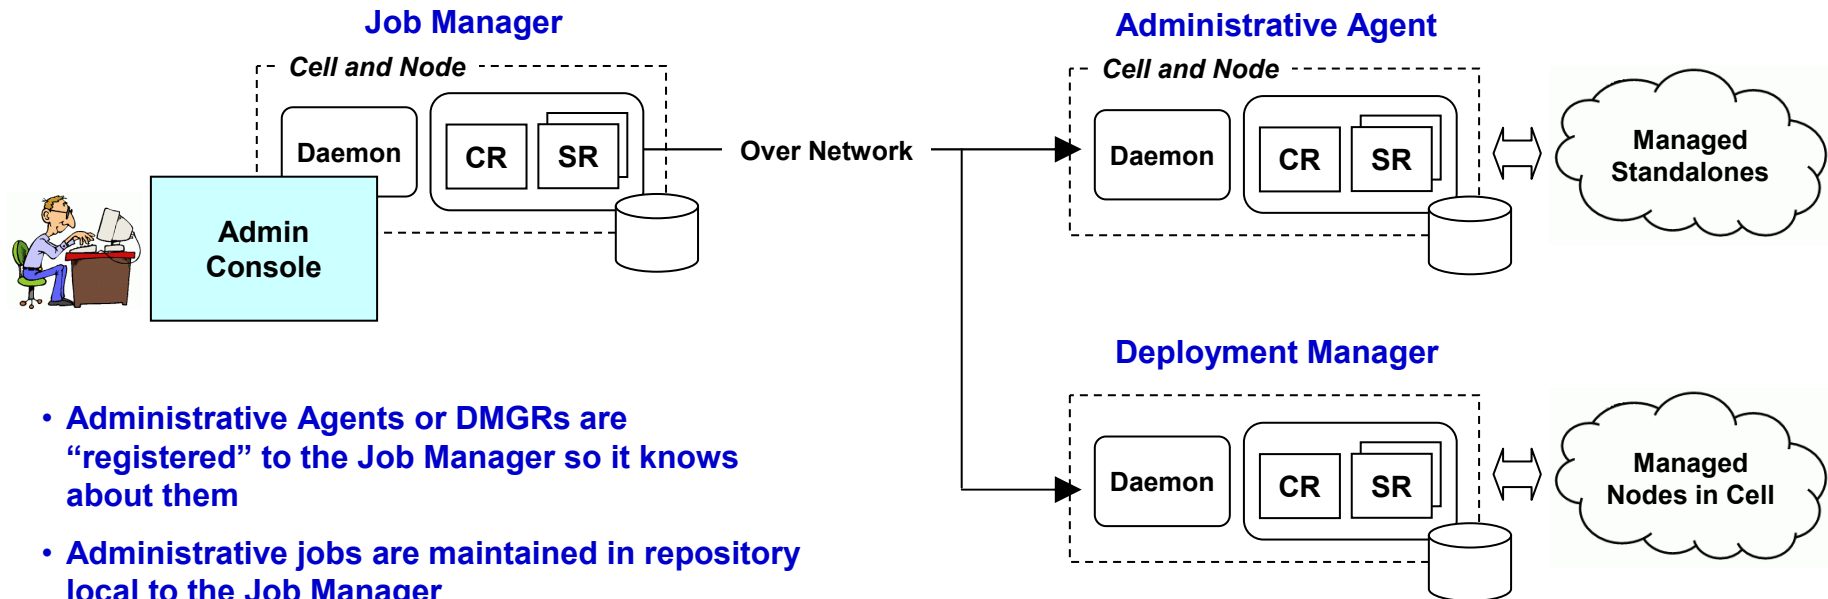 Job Manager
Cell and Node
Daemon
CR
SR
Admin
Console
Over Network
Administrative Agent
Cell and Node
Daemon
CR
SR
Managed
Standalones
Deployment Manager
Daemon
CR
SR
Managed
Nodes in Cell
• Administrative Agents or DMGRs are
“registered” to the Job Manager so it knows
about them
• Administrative jobs are maintained in repository
local to the Job Manager